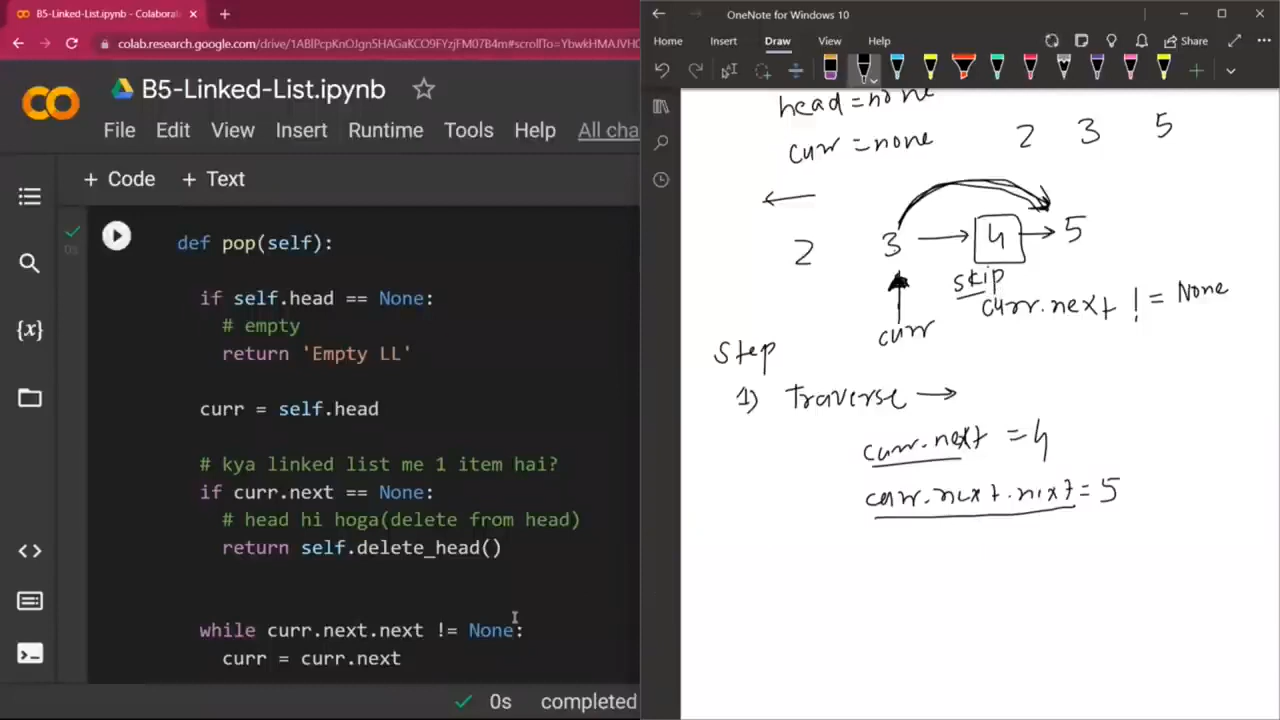 B5-Linked-List.ipynb - Colaborat
colab.research.google.com/drive/1ABlPcpKnOJgn5HAGaKCO9FYzjFM07B4m#scrollTo=YbwkHMAJVHC
B5-Linked-List.ipynb
File Edit View Insert Runtime Tools Help All cha
+ Code + Text
0s
def pop(self):
if self.head == None:
# empty
return 'Empty LL'
curr = self.head
# kya linked list me 1 item hai?
if curr.next == None:
# head hi hoga(delete from head)
return self.delete_head()
while curr.next.next != None:
curr = curr.next
0s completed
OneNote for Windows 10
Home Insert Draw View Help Share
head = none
curr = none 2 3 5
2 3 4 5
skip
curr.next != None
curr
Step
1) Traverse →
curr.next = 4
curr.next.next = 5